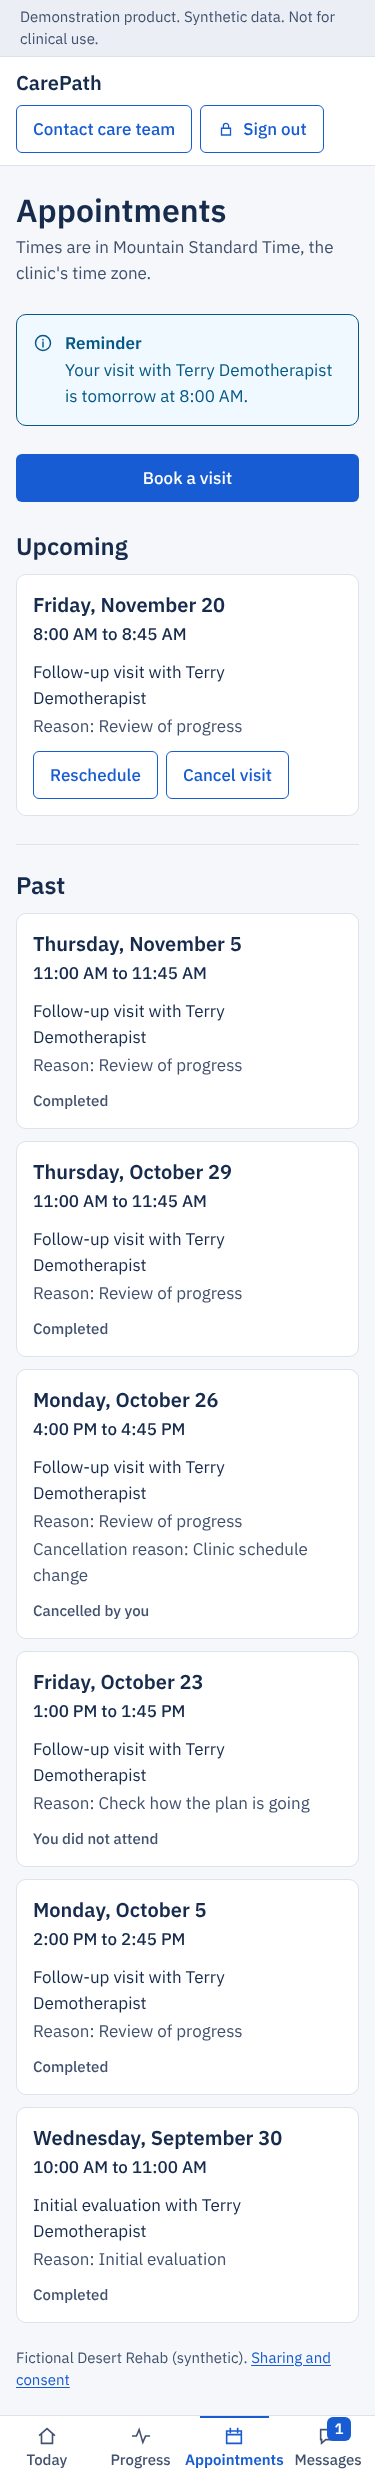 Demonstration product. Synthetic data. Not for
clinical use.
CarePath
Contact care team
Sign out
Appointments
Times are in Mountain Standard Time, the
clinic's time zone.
Reminder
Your visit with Terry Demotherapist
is tomorrow at 8:00 AM.
Book a visit
Upcoming
Friday, November 20
8:00 AM to 8:45 AM
Follow-up visit with Terry
Demotherapist
Reason: Review of progress
Reschedule
Cancel visit
Past
Thursday, November 5
11:00 AM to 11:45 AM
Follow-up visit with Terry
Demotherapist
Reason: Review of progress
Completed
Thursday, October 29
11:00 AM to 11:45 AM
Follow-up visit with Terry
Demotherapist
Reason: Review of progress
Completed
Monday, October 26
4:00 PM to 4:45 PM
Follow-up visit with Terry
Demotherapist
Reason: Review of progress
Cancellation reason: Clinic schedule
change
Cancelled by you
Friday, October 23
1:00 PM to 1:45 PM
Follow-up visit with Terry
Demotherapist
Reason: Check how the plan is going
You did not attend
Monday, October 5
2:00 PM to 2:45 PM
Follow-up visit with Terry
Demotherapist
Reason: Review of progress
Completed
Wednesday, September 30
10:00 AM to 11:00 AM
Initial evaluation with Terry
Demotherapist
Reason: Initial evaluation
Completed
Fictional Desert Rehab (synthetic). Sharing and
consent
1
Today
Progress
Appointments
Messages